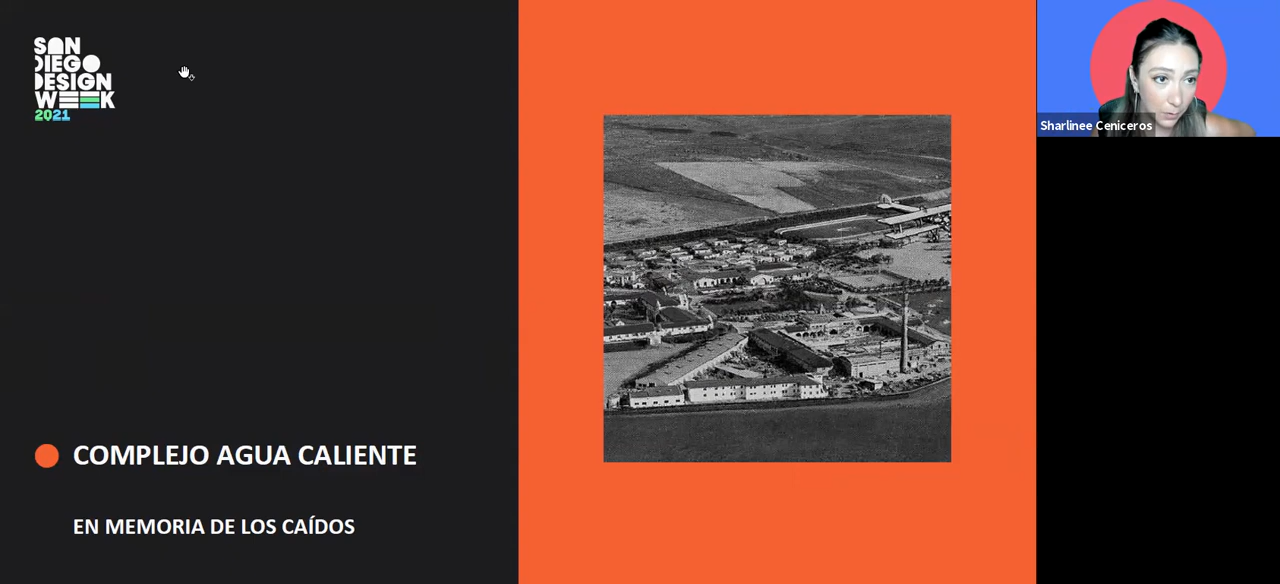 SAN
DIEGO
DESIGN
WEEK
2021
Sharlinee Ceniceros
COMPLEJO AGUA CALIENTE
EN MEMORIA DE LOS CAÍDOS